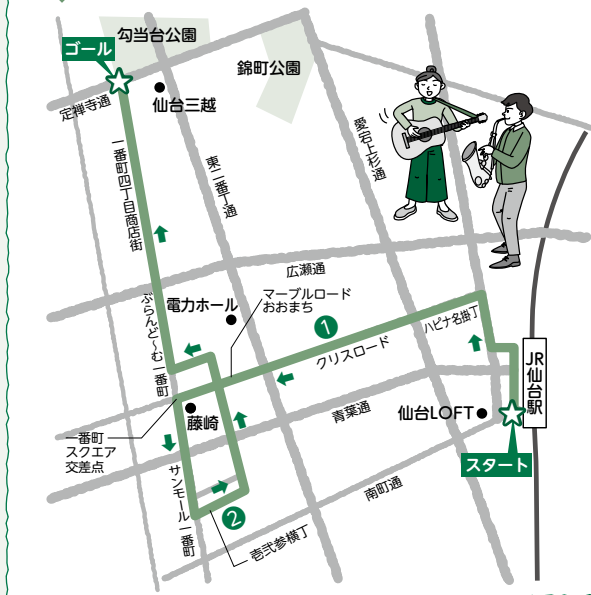 勾当台公園
ゴール
錦町公園
定禅寺通
仙台三越
一番町四丁目商店街
東二番丁通
愛宕上杉通
広瀬通
電力ホール
マーブルロード
おおまち
ぶらんど〜む一番町
1
クリスロード
ハピナ名掛丁
JR仙台駅
藤崎
青葉通
仙台LOFT
スタート
一番町
スクエア
交差点
サンモール一番町
2
南町通
壱弐参横丁